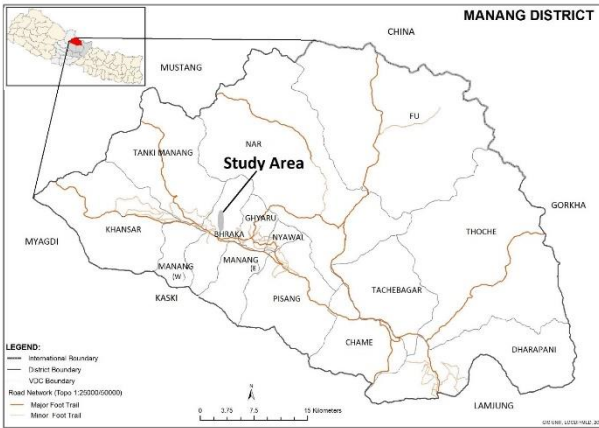 MANANG DISTRICT
CHINA
MUSTANG
FU
NAR
TANKI MANANG
Study Area
GORKHA
GHYARU
THOCHE
KHANSAR
BHRAKA
NYAWAL
MYAGDI
MANANG
MANANG
(W)
TACHEBAGAR
KASKI
PISANG
CHAME
DHARAPANI
LAMJUNG
LEGEND:
International Boundary
District Boundary
VDC Boundary
Road Network (Topo 1:25000/50000)
Major Foot Trail
Minor Foot Trail
N
0 3.75 7.5 15 Kilometers